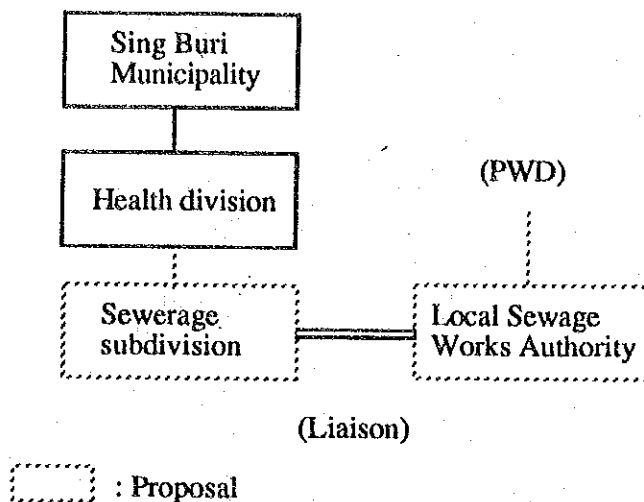 Sing Buri
Municipality
Health division
(PWD)
Sewerage
subdivision
Local Sewage
Works Authority
(Liaison)
: Proposal